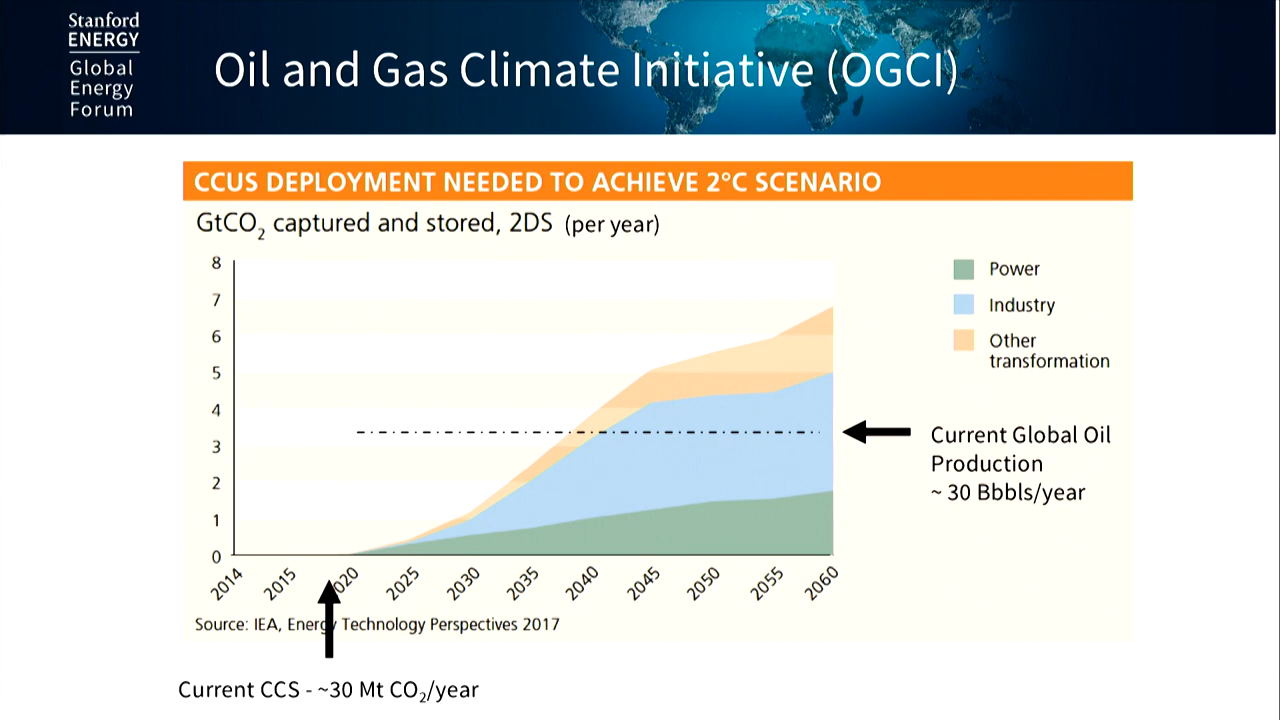 Stanford
ENERGY
Global
Energy
Forum
Oil and Gas Climate Initiative (OGCI)
CCUS DEPLOYMENT NEEDED TO ACHIEVE 2°C SCENARIO
GtCO₂ captured and stored, 2DS (per year)
8
7
6
5
4
3
2
1
0
2014
2015
2020
2025
2030
2035
2040
2045
2050
2055
2060
Power
Industry
Other
transformation
Current Global Oil
Production
~ 30 Bbbls/year
Source: IEA, Energy Technology Perspectives 2017
Current CCS - ~30 Mt CO₂/year